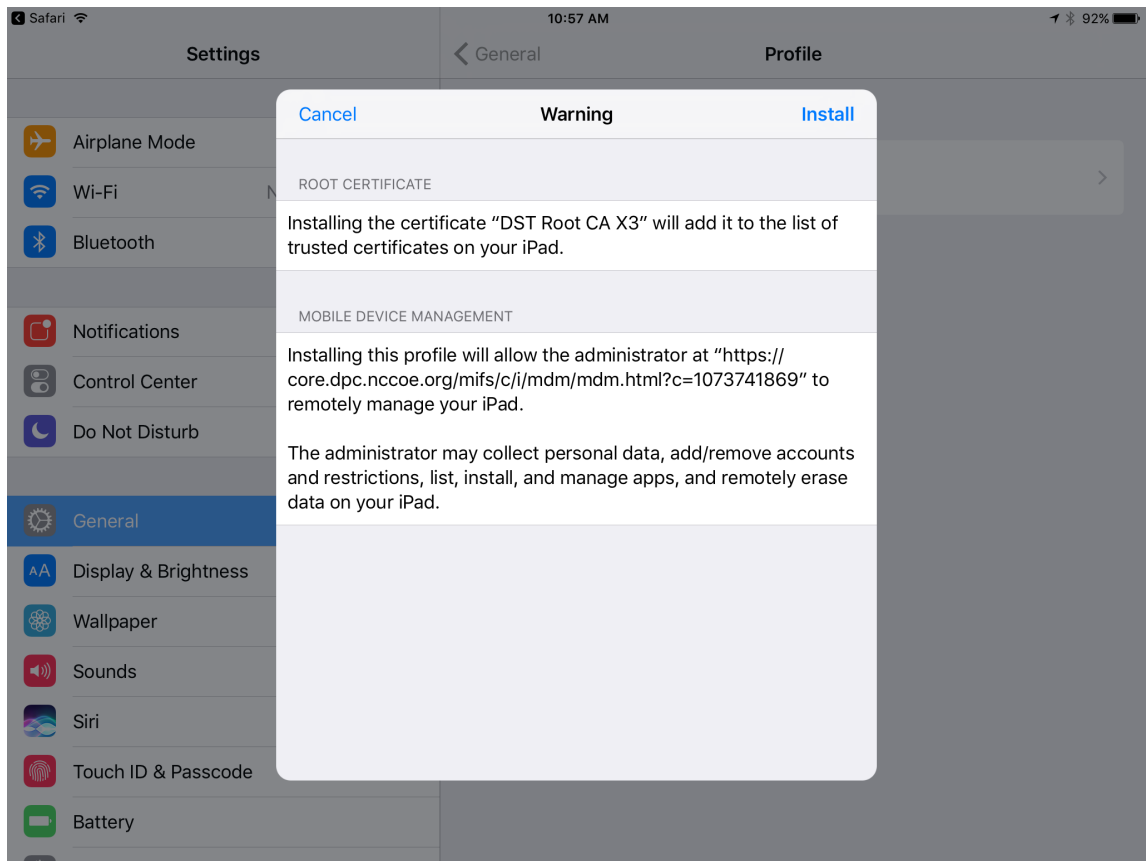 Safari
10:57 AM
92%
Settings
General
Profile
Cancel
Warning
Install
Airplane Mode
Wi-Fi
N
Bluetooth
Notifications
Control Center
Do Not Disturb
General
AA
Display & Brightness
Wallpaper
Sounds
Siri
Touch ID & Passcode
Battery
ROOT CERTIFICATE
Installing the certificate “DST Root CA X3” will add it to the list of
trusted certificates on your iPad.
MOBILE DEVICE MANAGEMENT
Installing this profile will allow the administrator at “https://
core.dpc.nccoe.org/mifs/c/i/mdm/mdm.html?c=1073741869” to
remotely manage your iPad.
The administrator may collect personal data, add/remove accounts
and restrictions, list, install, and manage apps, and remotely erase
data on your iPad.